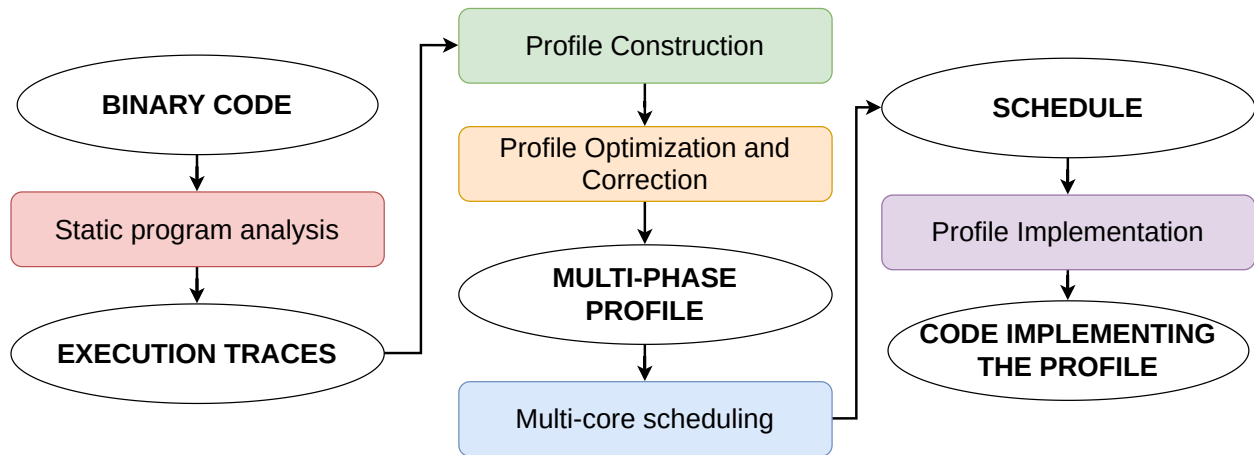 BINARY CODE
Static program analysis
EXECUTION TRACES
Profile Construction
Profile Optimization and
Correction
MULTI-PHASE
PROFILE
Multi-core scheduling
SCHEDULE
Profile Implementation
CODE IMPLEMENTING
THE PROFILE